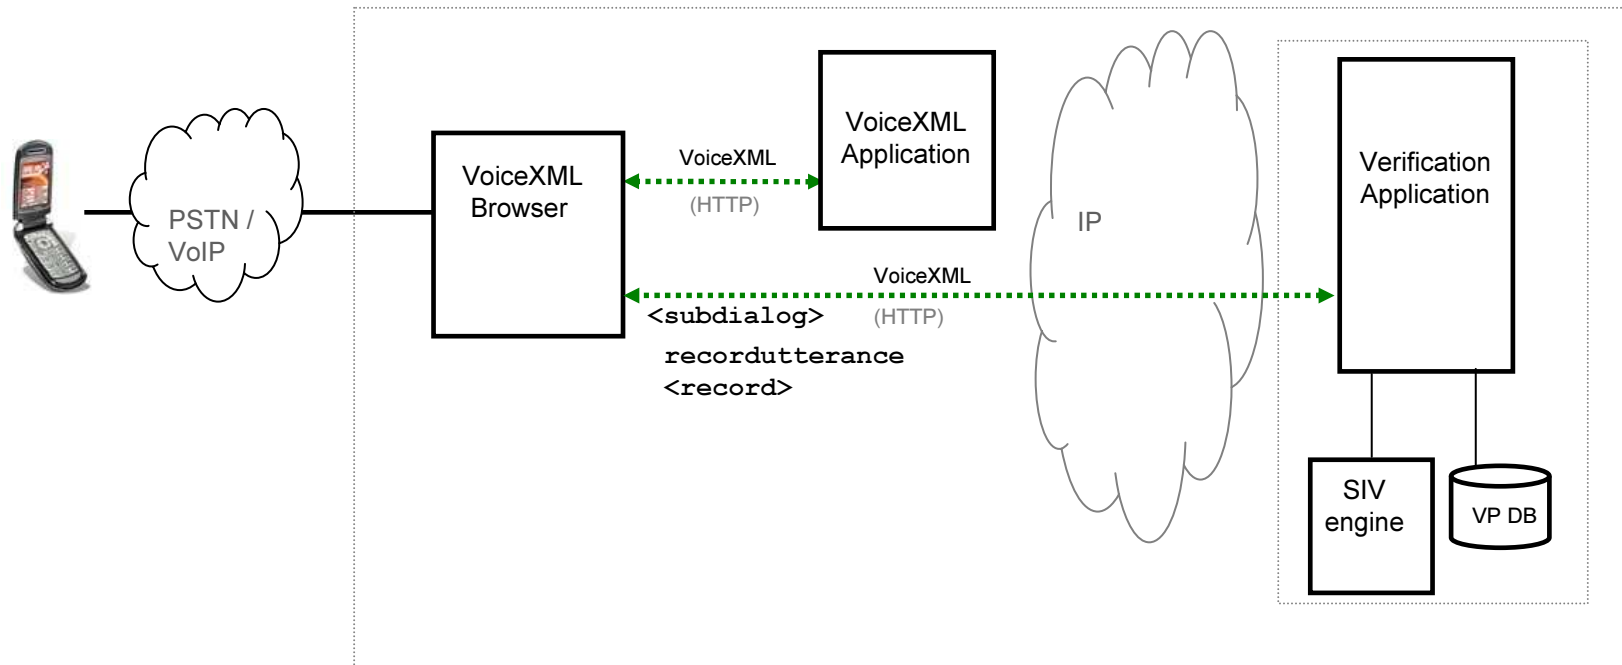 PSTN /
VoIP
VoiceXML
Browser
VoiceXML
(HTTP)
VoiceXML
Application
VoiceXML
(HTTP)
<subdialog>
recordutterance
<record>
IP
Verification
Application
SIV
engine
VP DB